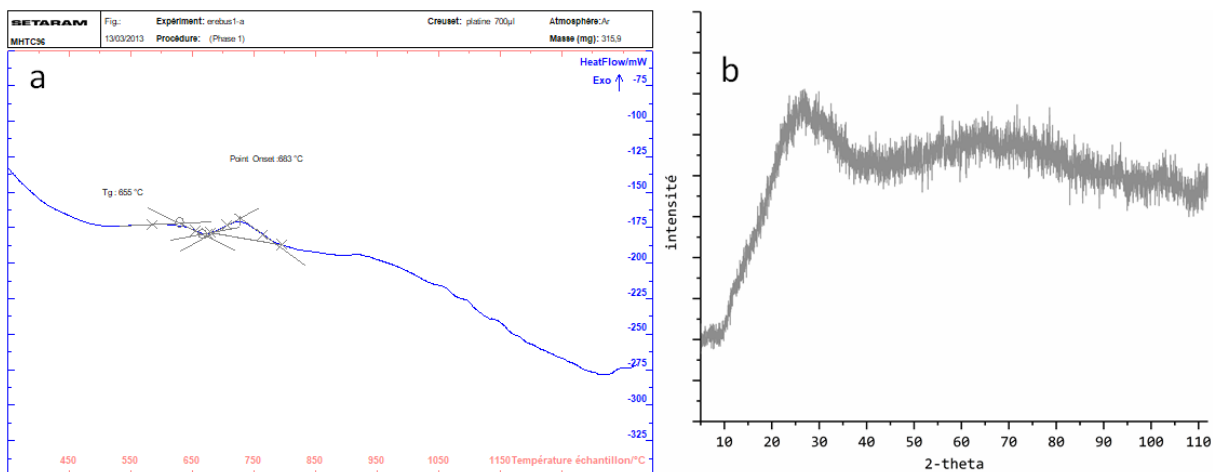 SETARAM
Fig.:
Expériment: erebus1-a
Creuset: platine 700µl
Atmosphère:Ar
MHTC96
13/03/2013
Procédure: (Phase 1)
Masse (mg): 315,9
a
HeatFlow/mW
Exo ↑
-75
-100
-125
Point Onset:683 °C
-150
Tg : 655 °C
-175
-200
-225
-250
-275
-300
-325
450 550 650 750 850 950 1050 1150 Température échantillon/°C
b
intensité
10 20 30 40 50 60 70 80 90 100 110
2-theta